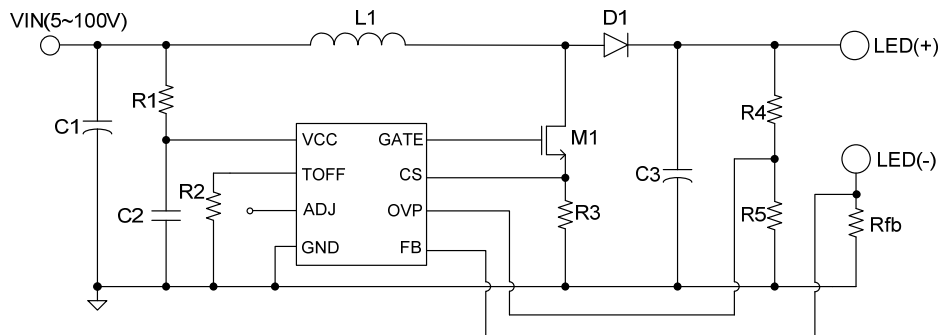 VIN(5~100V)
L1
D1
LED(+)
R1
R4
C1
VCC
GATE
M1
LED(-)
R2
TOFF
CS
C3
C2
ADJ
OVP
R3
R5
Rfb
GND
FB